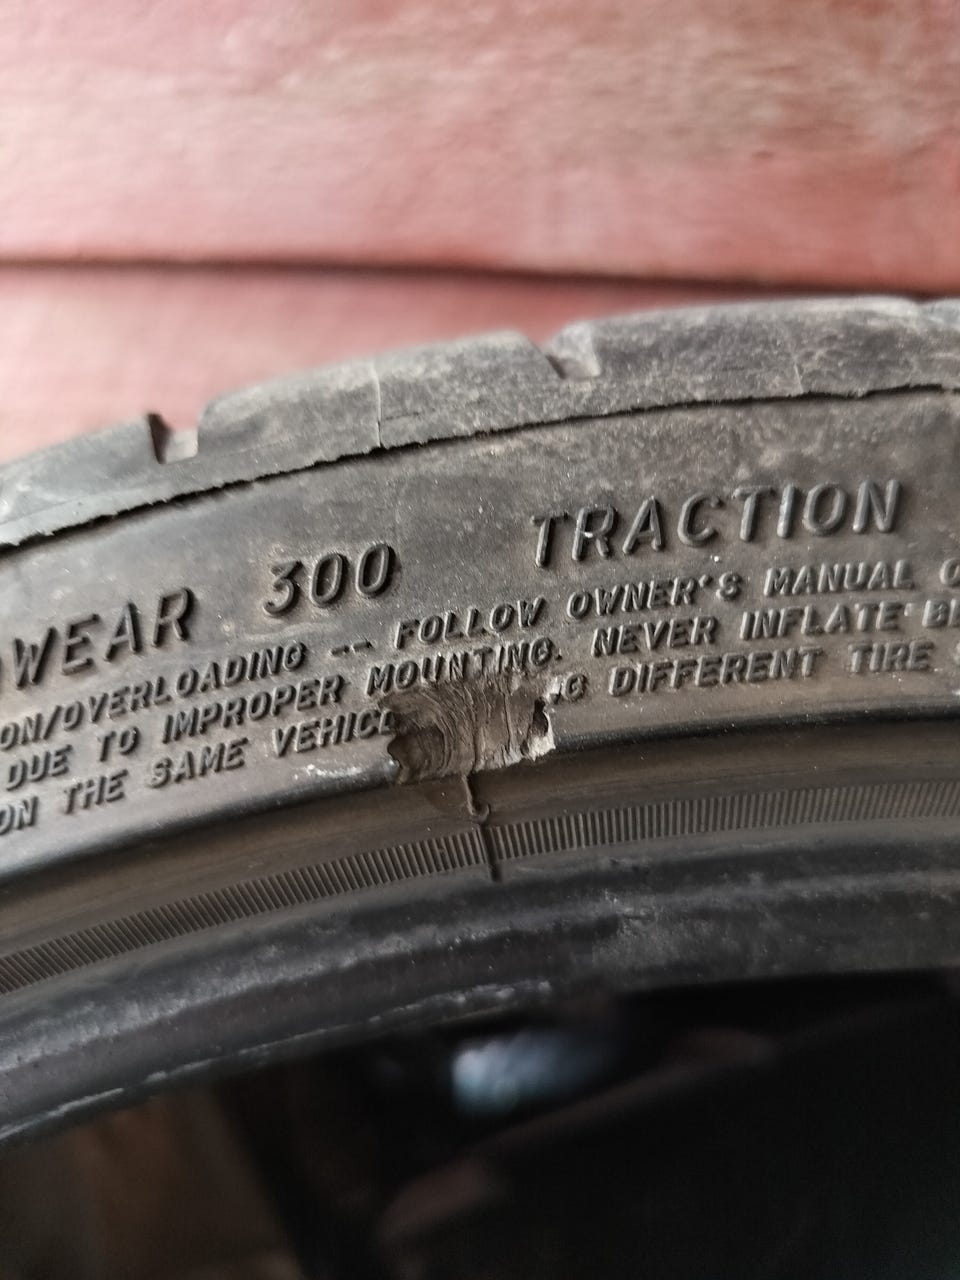 WEAR 300 TRACTION
ON/OVERLOADING -- FOLLOW OWNER'S MANUAL
DUE TO IMPROPER MOUNTING. NEVER INFLATE
ON THE SAME VEHICL G DIFFERENT TIRE